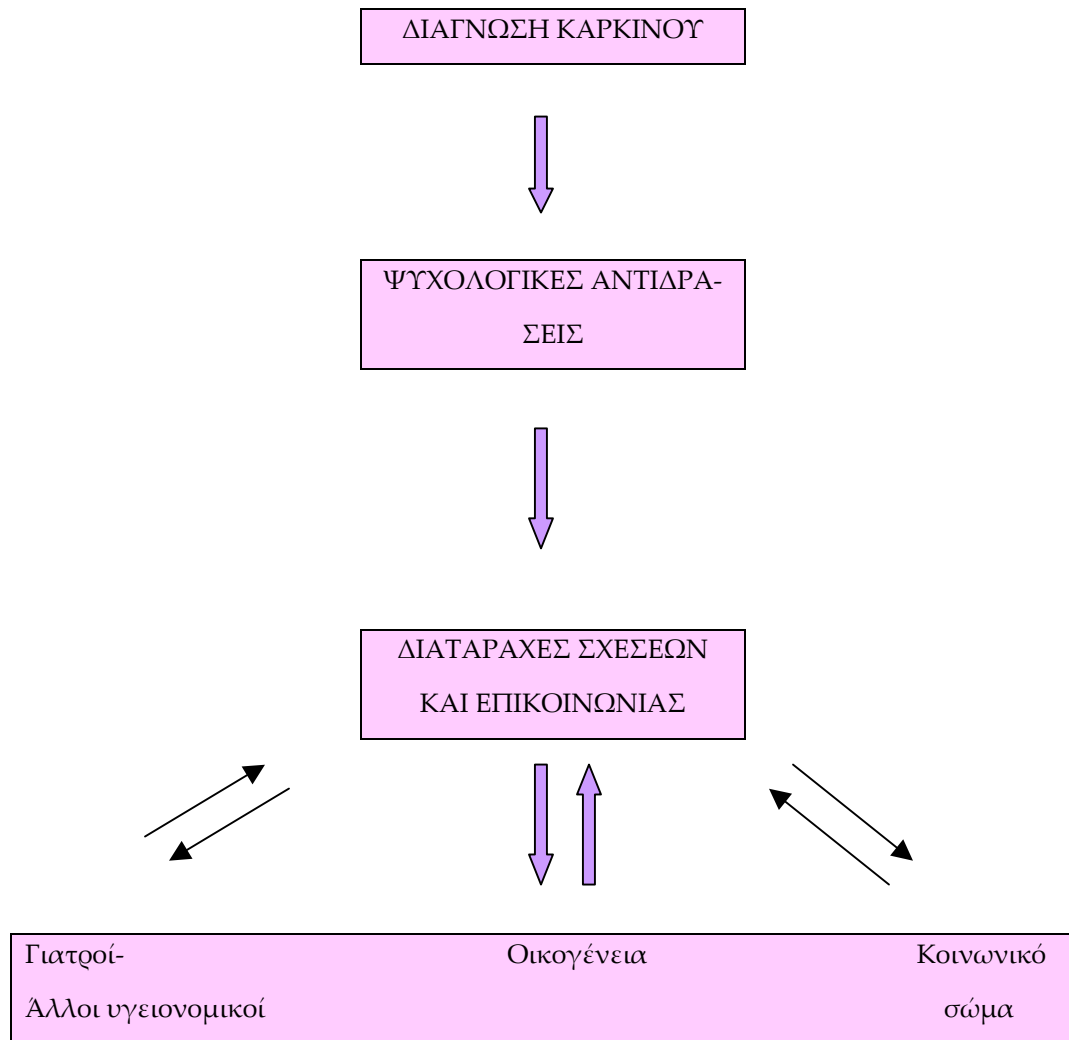 ΔΙΑΓΝΩΣΗ ΚΑΡΚΙΝΟΥ
ΨΥΧΟΛΟΓΙΚΕΣ ΑΝΤΙΔΡΑ-
ΣΕΙΣ
ΔΙΑΤΑΡΑΧΕΣ ΣΧΕΣΕΩΝ
ΚΑΙ ΕΠΙΚΟΙΝΩΝΙΑΣ
Γιατροί- Οικογένεια Κοινωνικό
Άλλοι υγειονομικοί σώμα